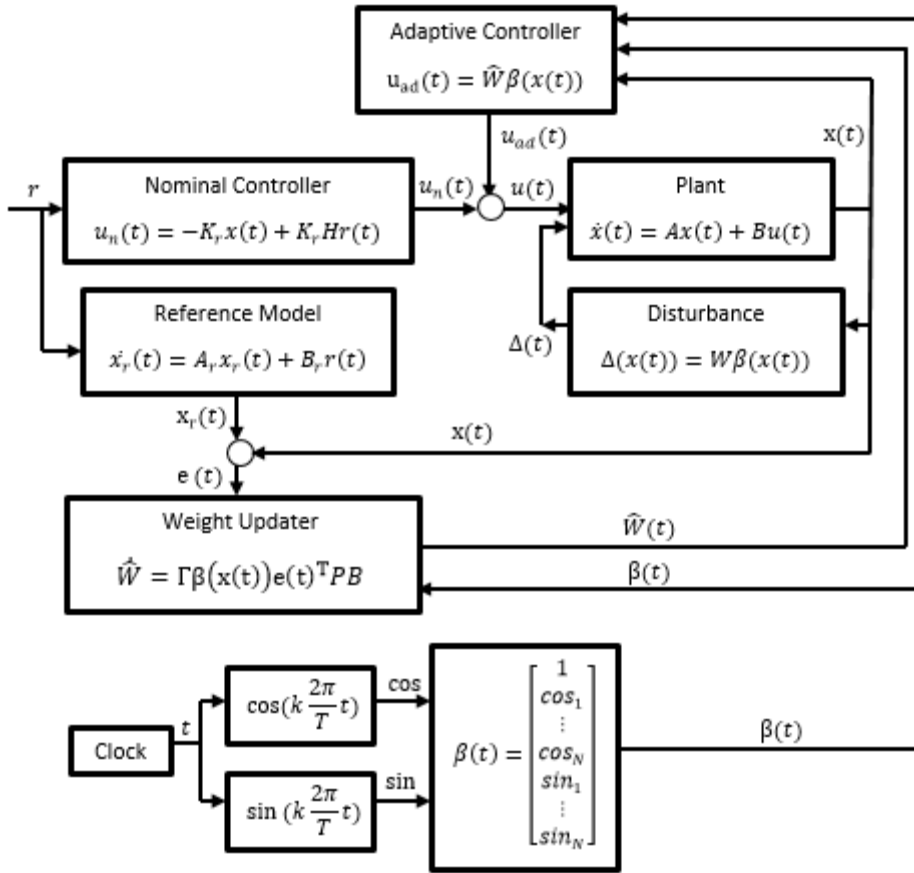 Adaptive Controller
u_ad(t) = Ŵβ(x(t))
u_ad(t)
x(t)
r
Nominal Controller
u_n(t) = −K_r x(t) + K_r Hr(t)
u_n(t)
u(t)
Plant
ẋ(t) = Ax(t) + Bu(t)
Reference Model
ẋ_r(t) = A_r x_r(t) + B_r r(t)
Δ(t)
Disturbance
Δ(x(t)) = Wβ(x(t))
x_r(t)
x(t)
e (t)
Weight Updater
Ŵ̇ = Γβ(x(t))e(t)^T PB
Ŵ(t)
β(t)
Clock
t
cos(k 2π/T t)
cos
sin (k 2π/T t)
sin
β(t) = [1 cos_1 ⋮ cos_N sin_1 ⋮ sin_N]
β(t)